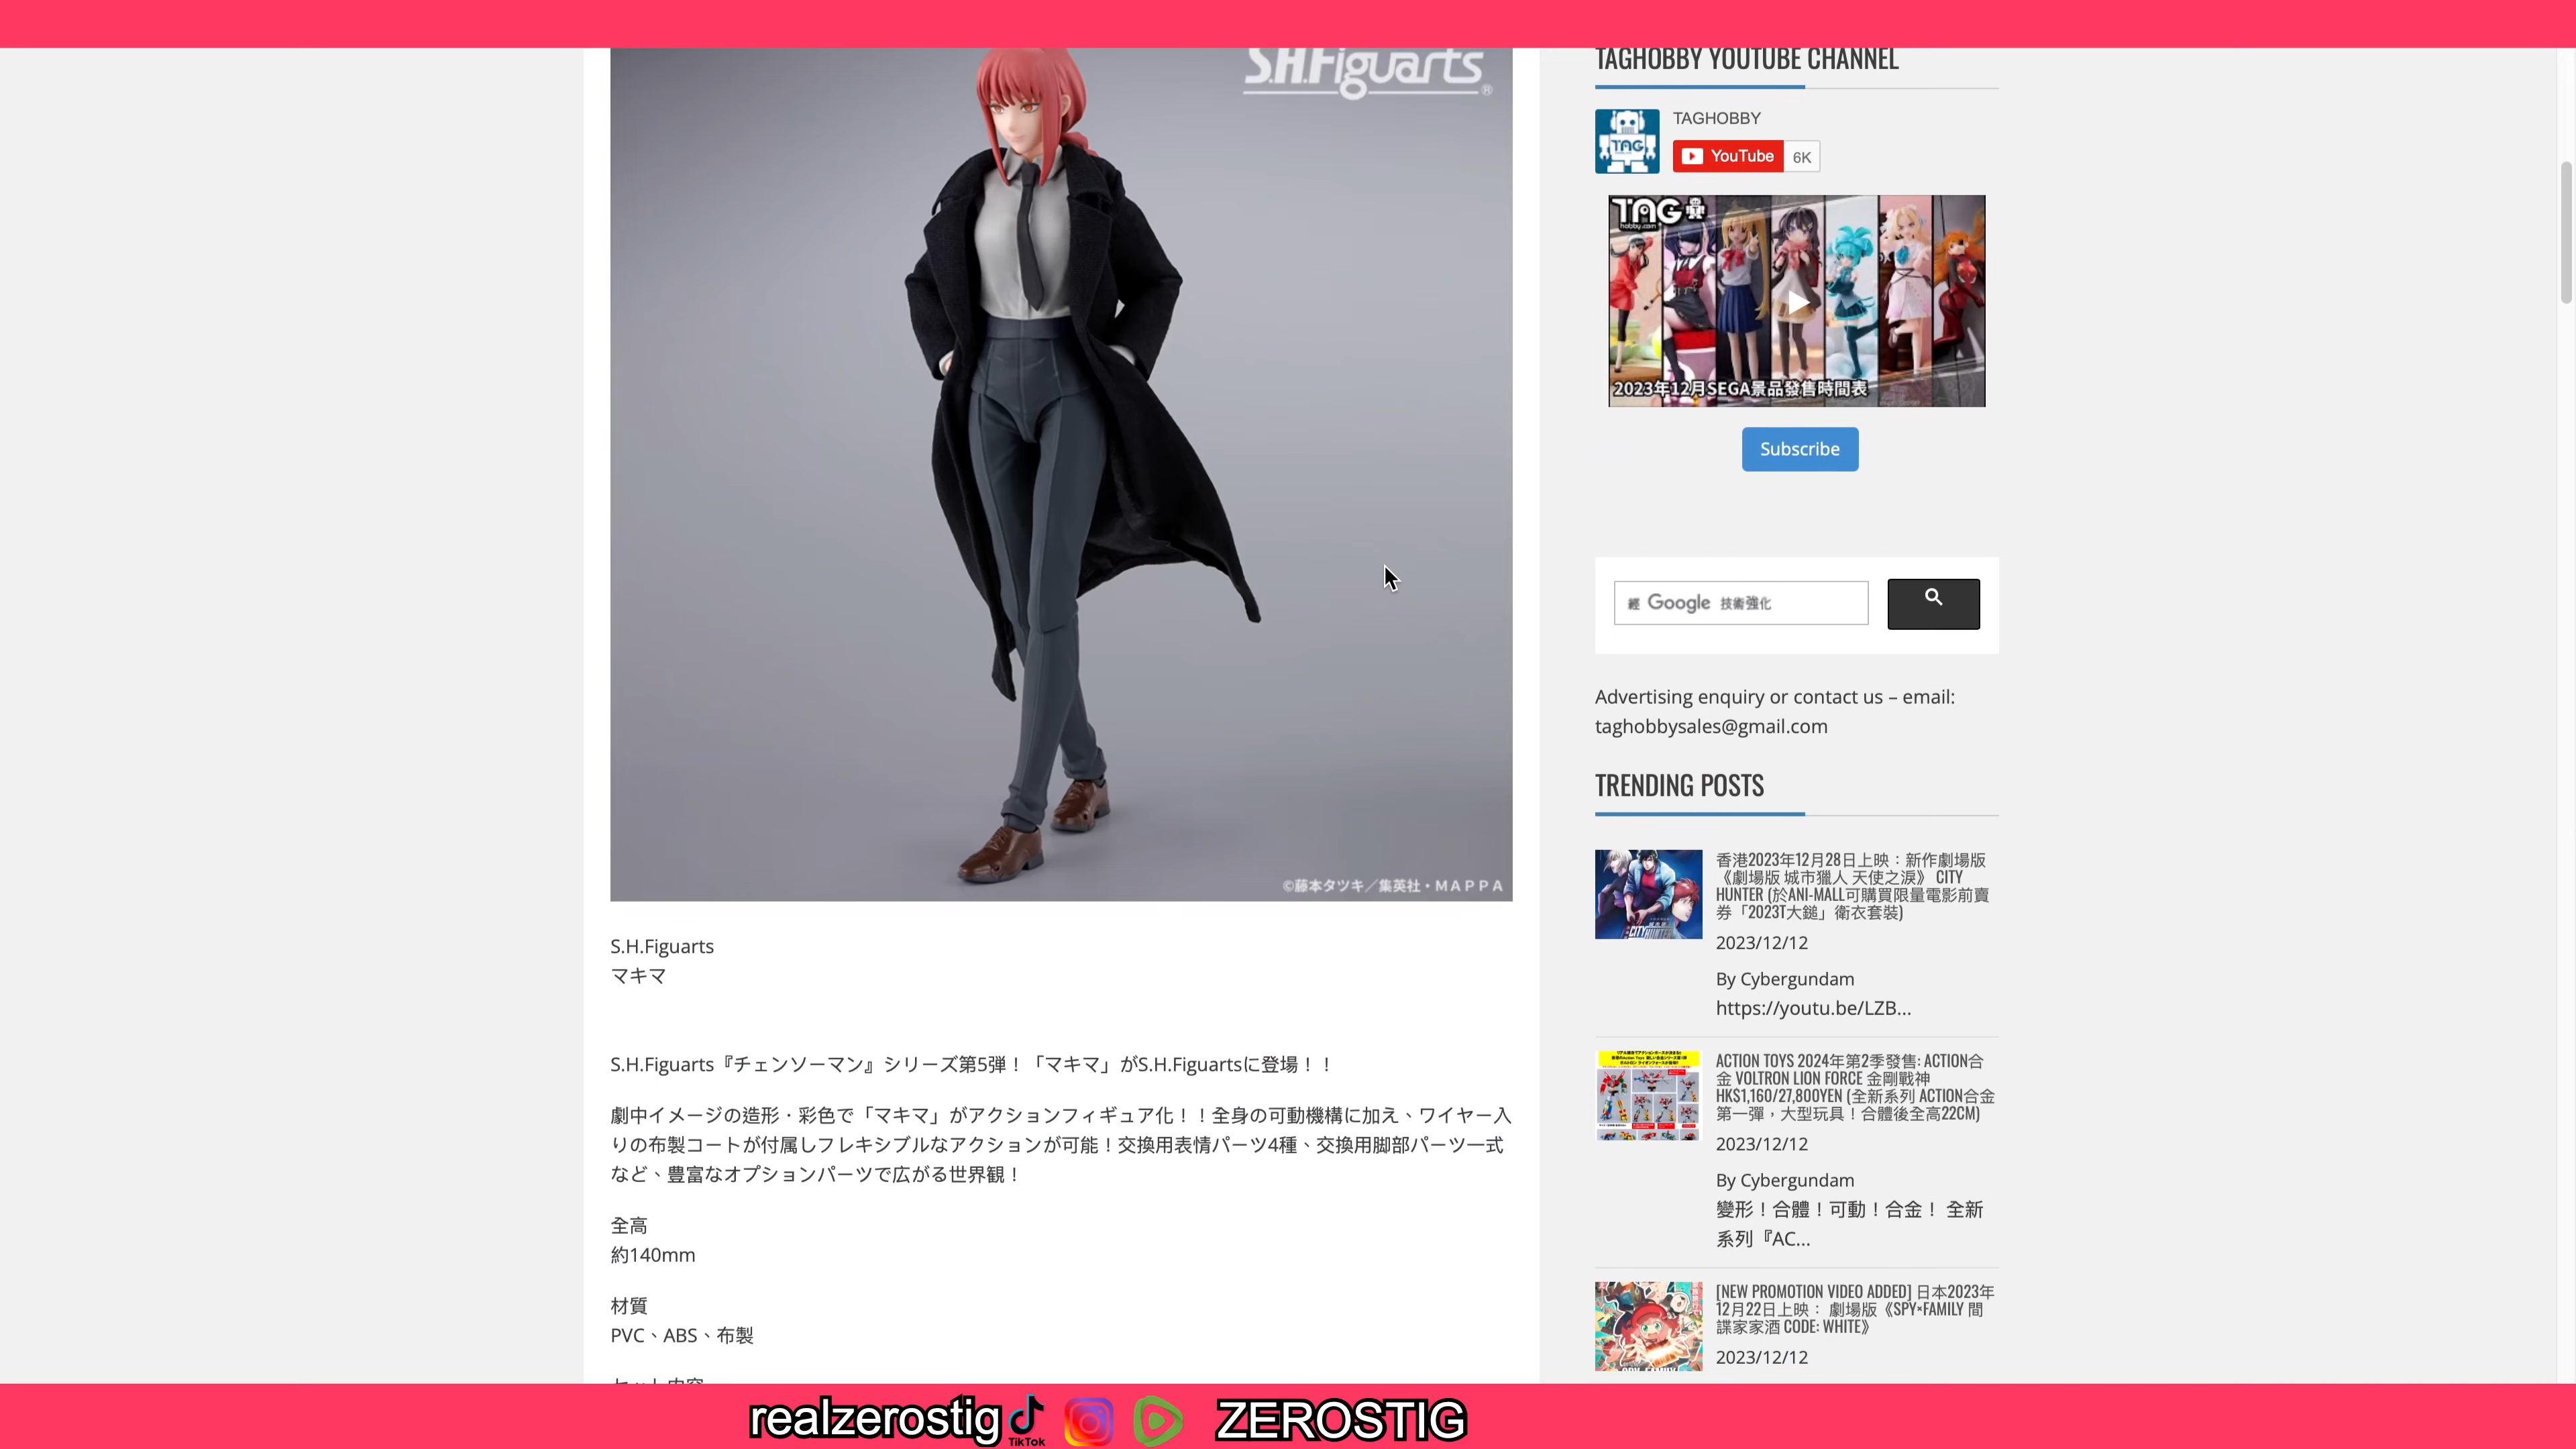 S.H.Figuarts®
©藤本タツキ／集英社・MAPPA
S.H.Figuarts
マキマ
S.H.Figuarts『チェンソーマン』シリーズ第5弾！「マキマ」がS.H.Figuartsに登場！！
劇中イメージの造形・彩色で「マキマ」がアクションフィギュア化！！全身の可動機構に加え、ワイヤー入
りの布製コートが付属しフレキシブルなアクションが可能！交換用表情パーツ4種、交換用脚部パーツ一式
など、豊富なオプションパーツで広がる世界観！
全高
約140mm
材質
PVC、ABS、布製
TAGHOBBY YOUTUBE CHANNEL
TAG
TAGHOBBY
YouTube 6K
TAG
hobby.com
2023年12月SEGA景品發售時間表
Subscribe
經 Google 技術強化
Advertising enquiry or contact us – email:
taghobbysales@gmail.com
TRENDING POSTS
香港2023年12月28日上映：新作劇場版
《劇場版 城市獵人 天使之淚》 CITY
HUNTER (於ANI-MALL可購買限量電影前賣
券「2023T大鎚」衛衣套裝)
2023/12/12
By Cybergundam
https://youtu.be/LZB...
ACTION TOYS 2024年第2季發售: ACTION合
金 VOLTRON LION FORCE 金剛戰神
HK$1,160/27,800YEN (全新系列 ACTION合金
第一彈，大型玩具！合體後全高22CM)
2023/12/12
By Cybergundam
變形！合體！可動！合金！ 全新
系列『AC...
[NEW PROMOTION VIDEO ADDED] 日本2023年
12月22日上映： 劇場版《SPY×FAMILY 間
諜家家酒 CODE: WHITE》
2023/12/12
realzerostig TikTok ZEROSTIG